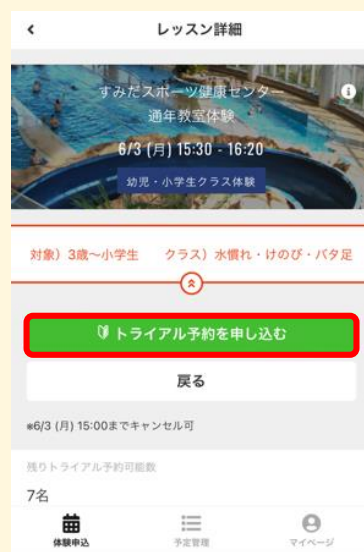 レッスン詳細
すみだスポーツ健康センター
通年教室体験
6/3 (月) 15:30 - 16:20
幼児・小学生クラス体験
対象）3歳～小学生 クラス）水慣れ・けのび・バタ足
トライアル予約を申し込む
戻る
※6/3 (月) 15:00までキャンセル可
残りトライアル予約可能数
7名
体験申込 予定管理 マイページ